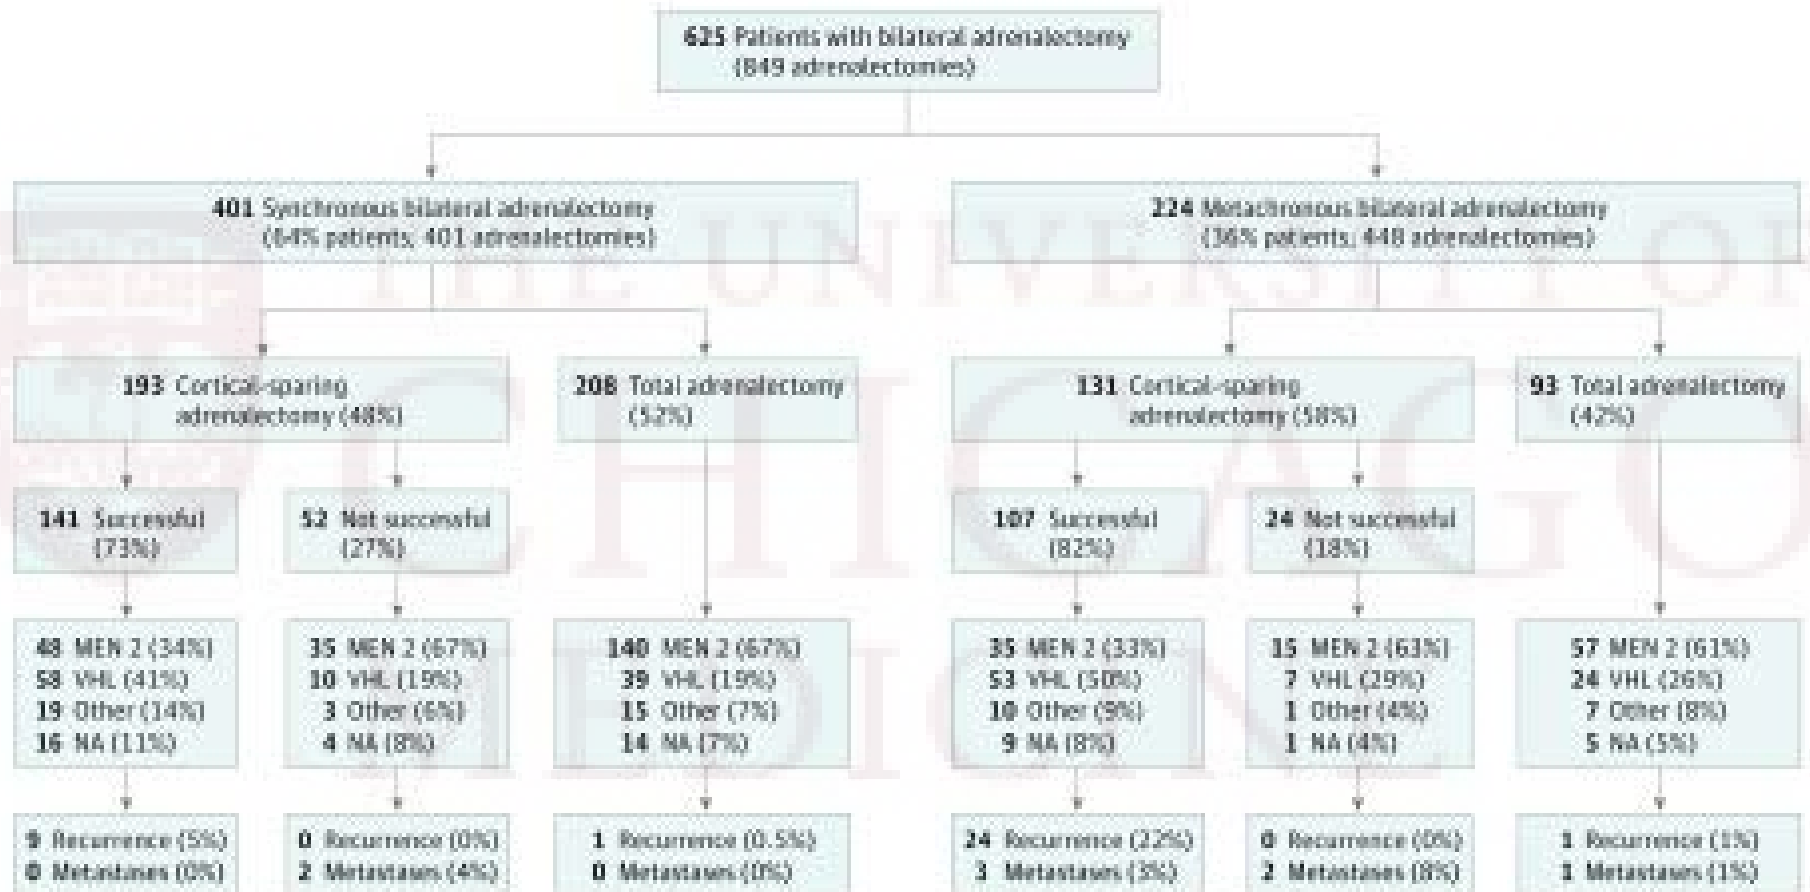 625 Patients with bilateral adrenalectomy
(849 adrenalectomies)
401 Synchronous bilateral adrenalectomy
(64% patients; 401 adrenalectomies)
224 Metachronous bilateral adrenalectomy
(36% patients; 448 adrenalectomies)
193 Cortical-sparing
adrenalectomy (48%)
208 Total adrenalectomy
(52%)
131 Cortical-sparing
adrenalectomy (58%)
93 Total adrenalectomy
(42%)
141 Successful
(73%)
52 Not successful
(27%)
107 Successful
(82%)
24 Not successful
(18%)
48 MEN 2 (34%)
58 VHL (41%)
19 Other (14%)
16 NA (11%)
35 MEN 2 (67%)
10 VHL (19%)
3 Other (6%)
4 NA (8%)
140 MEN 2 (67%)
39 VHL (19%)
15 Other (7%)
14 NA (7%)
35 MEN 2 (33%)
53 VHL (50%)
10 Other (9%)
9 NA (8%)
15 MEN 2 (63%)
7 VHL (29%)
1 Other (4%)
1 NA (4%)
57 MEN 2 (61%)
24 VHL (26%)
7 Other (8%)
5 NA (5%)
9 Recurrence (5%)
0 Metastases (0%)
0 Recurrence (0%)
2 Metastases (4%)
1 Recurrence (0.5%)
0 Metastases (0%)
24 Recurrence (22%)
3 Metastases (3%)
0 Recurrence (0%)
2 Metastases (8%)
1 Recurrence (1%)
1 Metastases (1%)
THE UNIVERSITY OF
CHICAGO
MEDICINE